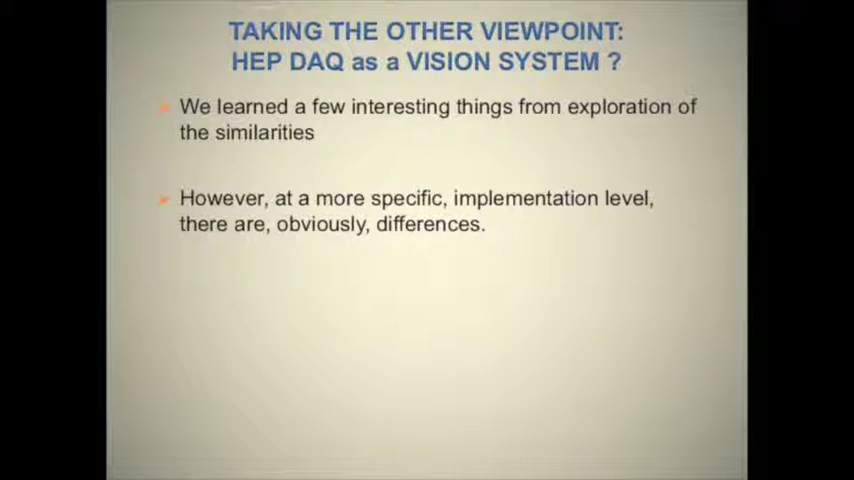 TAKING THE OTHER VIEWPOINT:
HEP DAQ as a VISION SYSTEM ?
We learned a few interesting things from exploration of
the similarities
However, at a more specific, implementation level,
there are, obviously, differences.